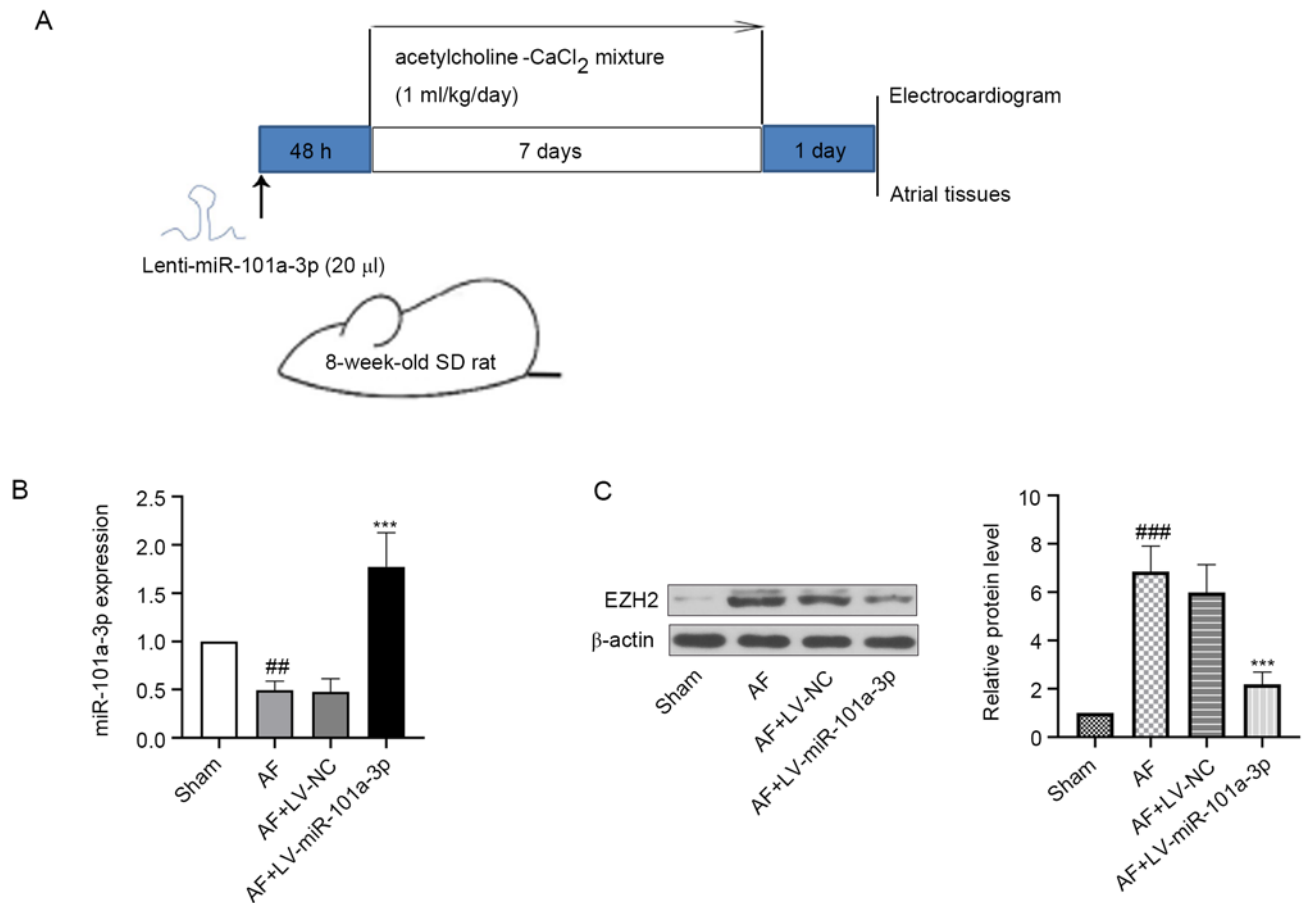 A
acetylcholine -CaCl2 mixture
(1 ml/kg/day)
Electrocardiogram
48 h
7 days
1 day
Atrial tissues
Lenti-miR-101a-3p (20 μl)
8-week-old SD rat
B
miR-101a-3p expression
2.5
2.0
1.5
1.0
0.5
0.0
##
***
Sham
AF
AF+LV-NC
AF+LV-miR-101a-3p
C
EZH2
β-actin
Sham
AF
AF+LV-NC
AF+LV-miR-101a-3p
Relative protein level
10
8
6
4
2
0
###
***
Sham
AF
AF+LV-NC
AF+LV-miR-101a-3p